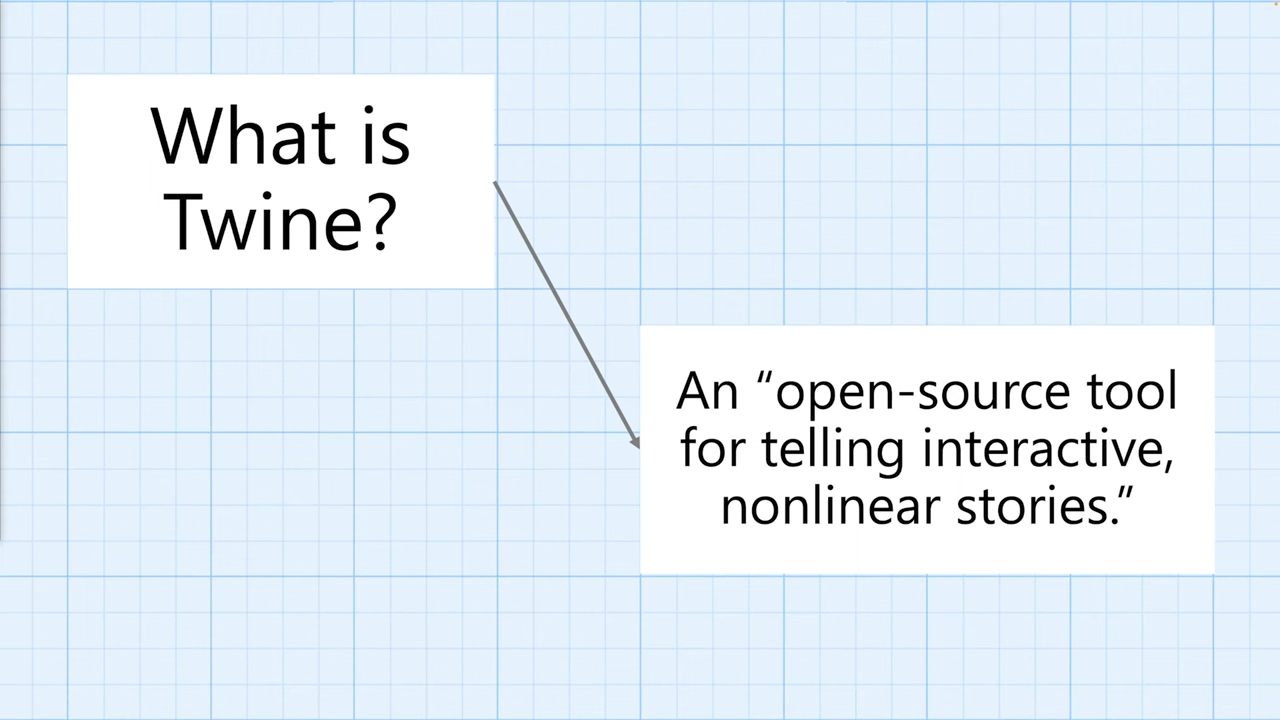 What is
Twine?
An “open-source tool
for telling interactive,
nonlinear stories.”